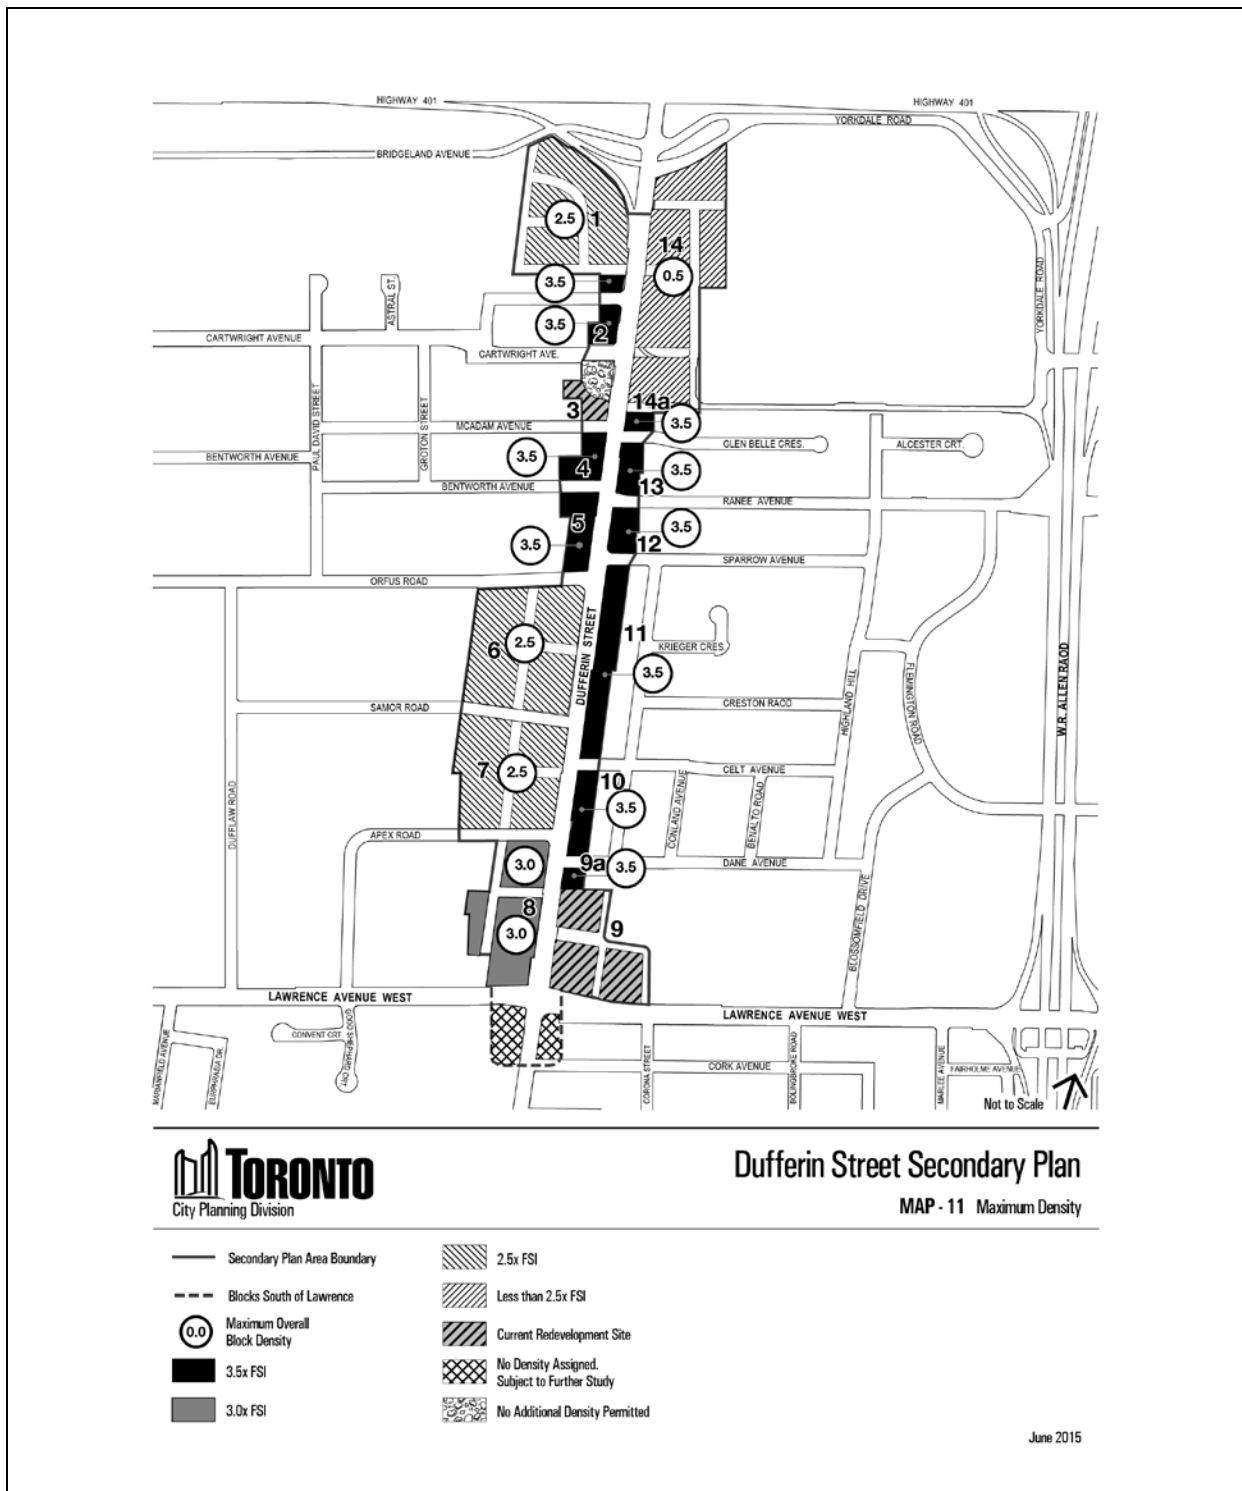 HIGHWAY 401
HIGHWAY 401
YORKDALE ROAD
BRIDGELAND AVENUE
2.5
1
14
0.5
3.5
ASTRAL ST.
YORKDALE ROAD
3.5
2
CARTWRIGHT AVENUE
CARTWRIGHT AVE.
PAUL DAVID STREET
GROTON STREET
3
14a
3.5
MCADAM AVENUE
GLEN BELLE CRES.
ALCESTER CRT.
BENTWORTH AVENUE
3.5
4
3.5
13
BENTWORTH AVENUE
RANEE AVENUE
5
3.5
12
3.5
SPARROW AVENUE
ORFUS ROAD
DUFFERIN STREET
11
6
2.5
KRIEGER CRES.
3.5
HIGHLAND HILL
FLEMINGTON ROAD
W.R. ALLEN RAOD
SAMOR ROAD
CRESTON RAOD
7
2.5
10
CELT AVENUE
3.5
CONLAND AVENUE
BENALTO ROAD
DUFFLAW ROAD
APEX ROAD
3.0
9a
3.5
DANE AVENUE
8
3.0
9
BLOSSOMFIELD DRIVE
LAWRENCE AVENUE WEST
LAWRENCE AVENUE WEST
MARIANFIELD AVENUE
EUPHRASIA DR.
CONVENT CRT.
GOOD SHEPHARD CRT.
CORONA STREET
CORK AVENUE
BOLINGBROKE ROAD
MARLEE AVENUE
FAIRHOLME AVENUE
Not to Scale
TORONTO
City Planning Division
Dufferin Street Secondary Plan
MAP - 11 Maximum Density
Secondary Plan Area Boundary
Blocks South of Lawrence
0.0
Maximum Overall
Block Density
3.5x FSI
3.0x FSI
2.5x FSI
Less than 2.5x FSI
Current Redevelopment Site
No Density Assigned.
Subject to Further Study
No Additional Density Permitted
June 2015